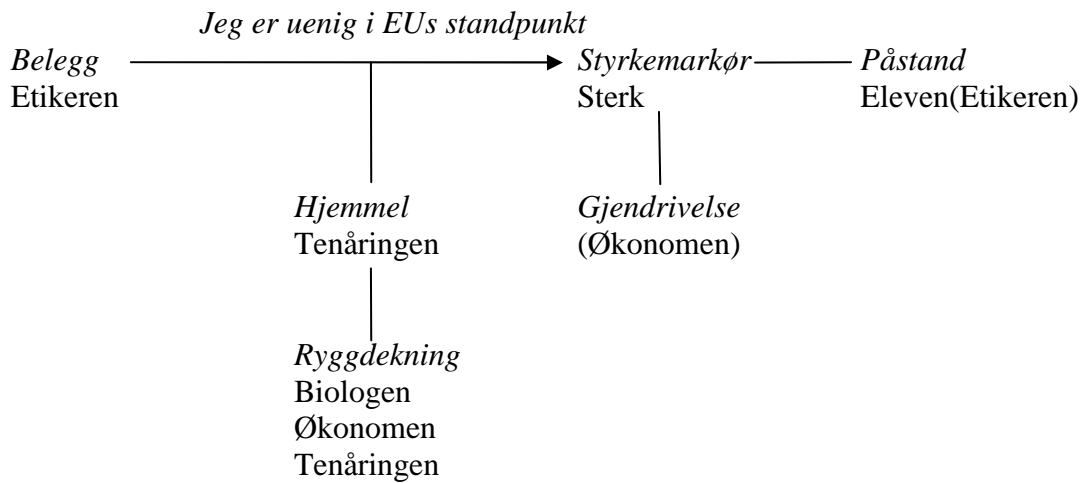 Jeg er uenig i EUs standpunkt
Belegg
Etikeren
Styrkemarkør
Sterk
Påstand
Eleven(Etikeren)
Hjemmel
Tenåringen
Gjendrivelse
(Økonomen)
Ryggdekning
Biologen
Økonomen
Tenåringen